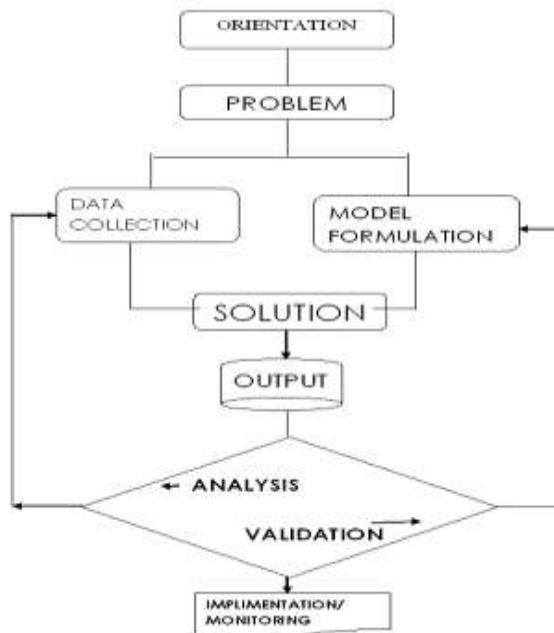 ORIENTATION
PROBLEM
DATA
COLLECTION
MODEL
FORMULATION
SOLUTION
OUTPUT
ANALYSIS
VALIDATION
IMPLIMENTATION/
MONITORING